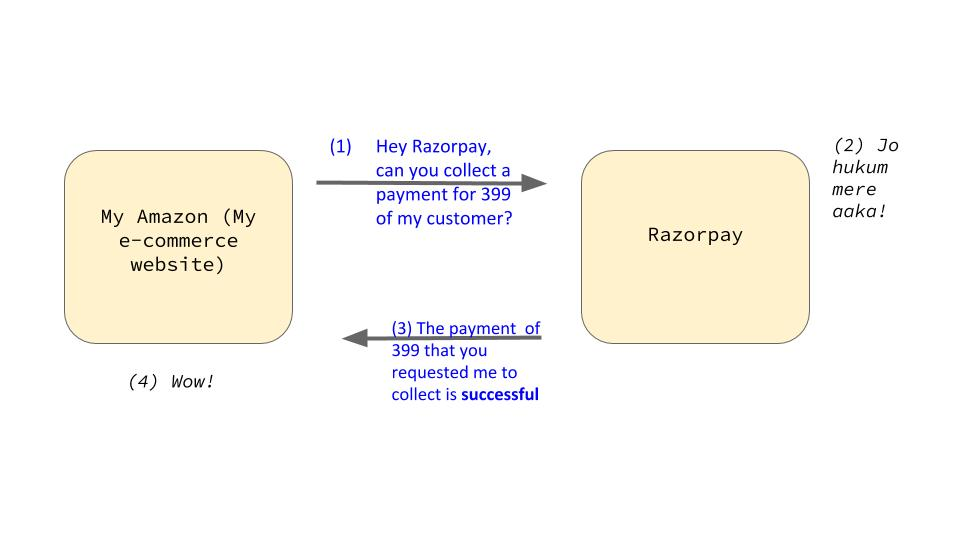 (1) Hey Razorpay,
can you collect a
payment for 399
of my customer?
(2) Jo
hukum
mere
aaka!
My Amazon (My
e-commerce
website)
Razorpay
(3) The payment of
399 that you
requested me to
collect is successful
(4) Wow!